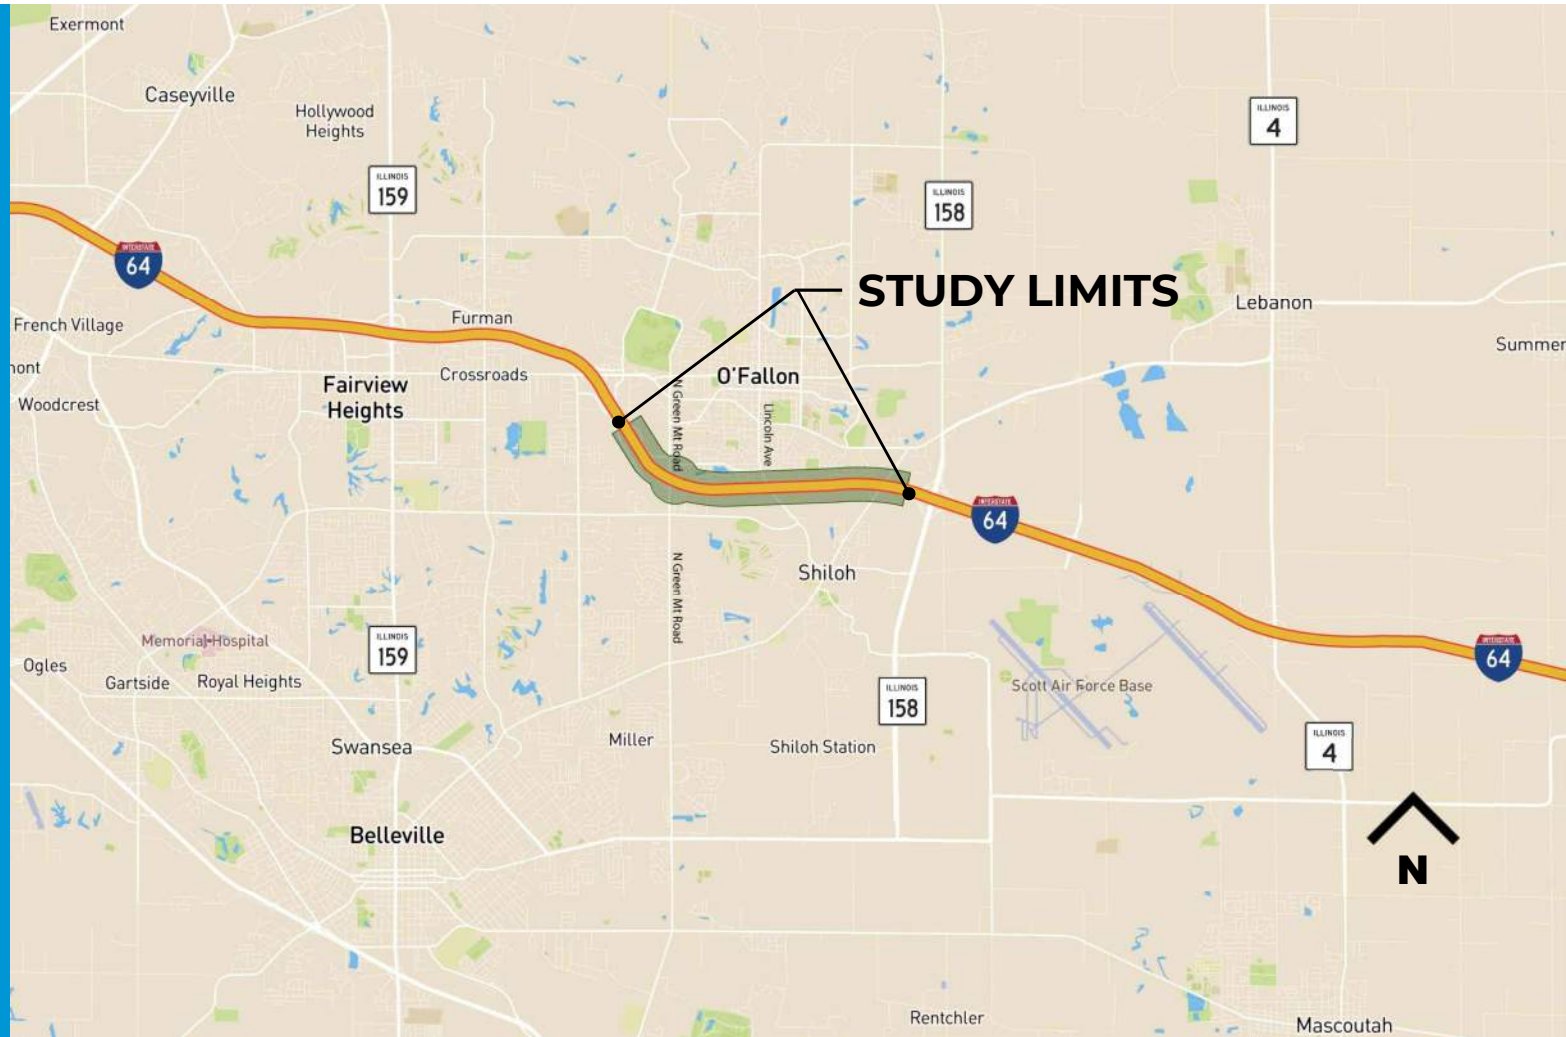 Exermont
Caseyville
Hollywood
Heights
ILLINOIS
4
ILLINOIS
159
ILLINOIS
158
INTERSTATE
64
STUDY LIMITS
Lebanon
French Village
Furman
Summer
mont
Crossroads
O'Fallon
Fairview
Heights
Woodcrest
N Green Mt Road
Lincoln Ave
INTERSTATE
64
Shiloh
N Green Mt Road
Memorial Hospital
ILLINOIS
159
INTERSTATE
64
Ogles
Gartside
Royal Heights
Scott Air Force Base
ILLINOIS
158
Swansea
Miller
Shiloh Station
ILLINOIS
4
Belleville
N
Rentchler
Mascoutah